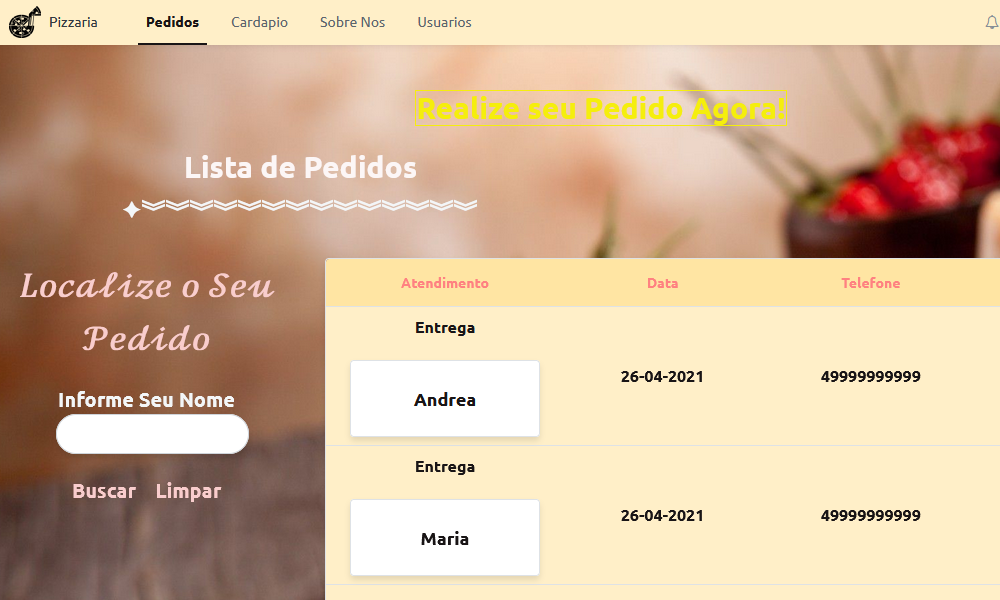 Pizzaria Pedidos Cardapio Sobre Nos Usuarios
Realize seu Pedido Agora!
Lista de Pedidos
Localize o Seu
Pedido
Informe Seu Nome
Buscar Limpar
Atendimento Data Telefone
Entrega
Andrea 26-04-2021 49999999999
Entrega
Maria 26-04-2021 49999999999